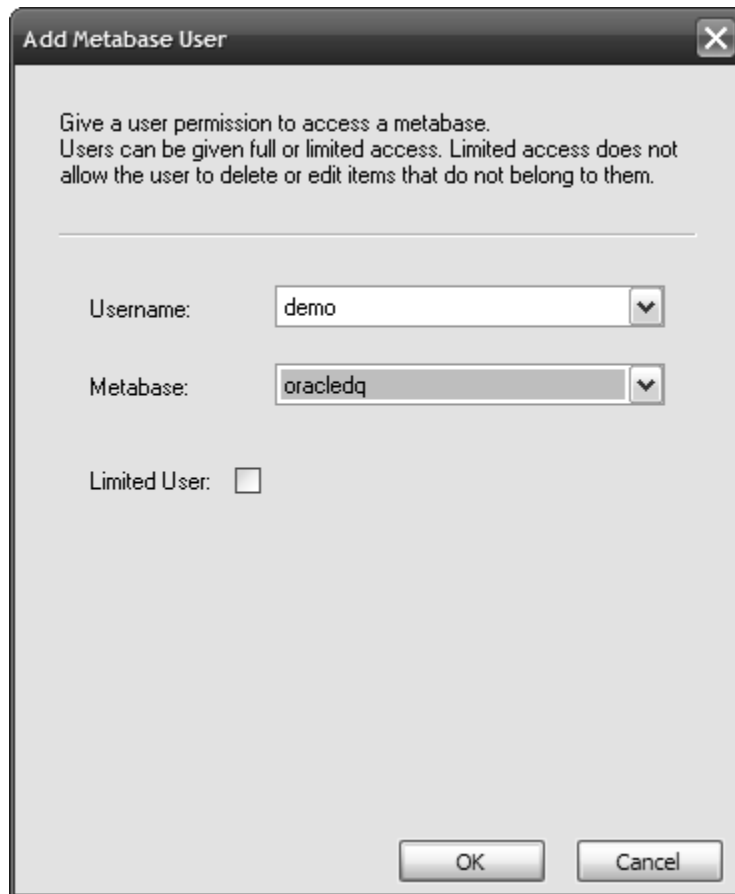 Add Metabase User
Give a user permission to access a metabase.
Users can be given full or limited access. Limited access does not
allow the user to delete or edit items that do not belong to them.
Username: demo
Metabase: oracledq
Limited User:
OK Cancel